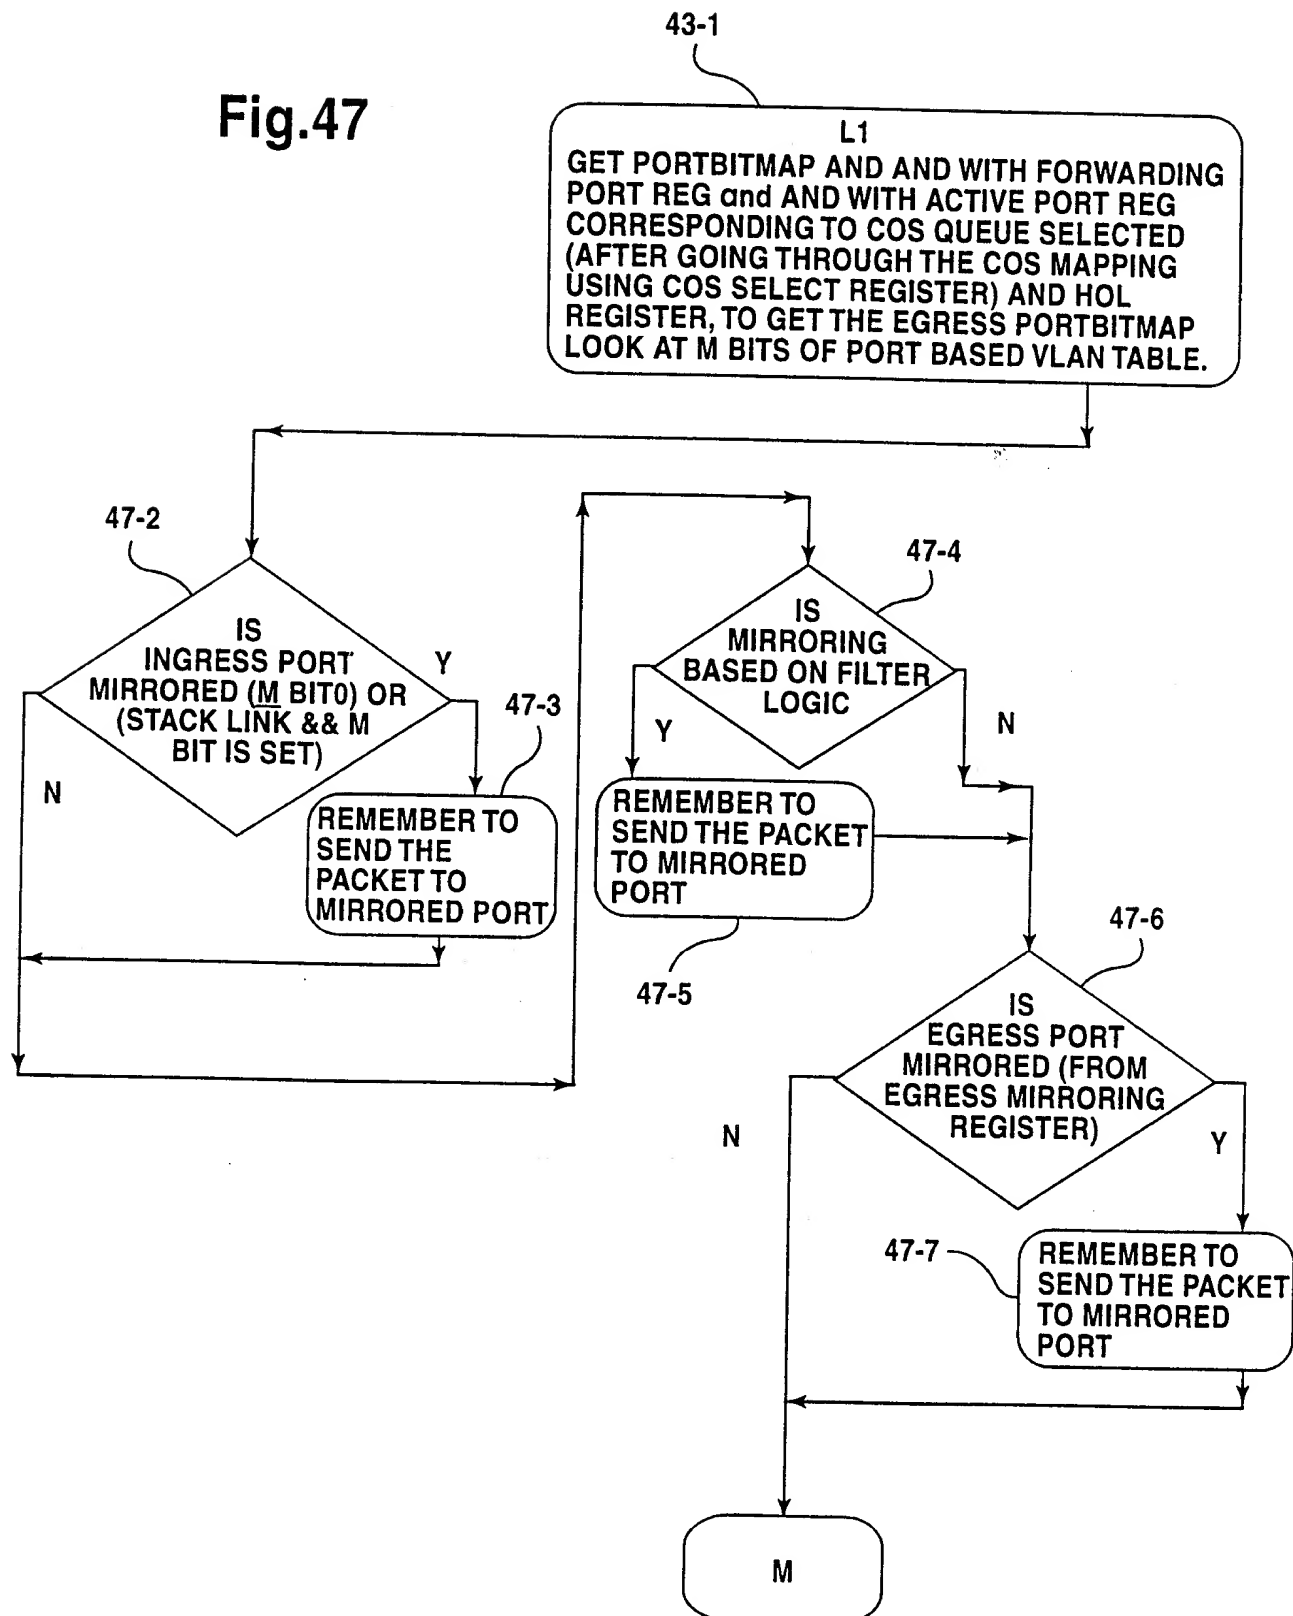 43-1
Fig.47
L1
GET PORTBITMAP AND AND WITH FORWARDING
PORT REG and AND WITH ACTIVE PORT REG
CORRESPONDING TO COS QUEUE SELECTED
(AFTER GOING THROUGH THE COS MAPPING
USING COS SELECT REGISTER) AND HOL
REGISTER, TO GET THE EGRESS PORTBITMAP
LOOK AT M BITS OF PORT BASED VLAN TABLE.
47-2
IS
INGRESS PORT
MIRRORED (M BIT0) OR
(STACK LINK && M
BIT IS SET)
Y
N
47-3
REMEMBER TO
SEND THE
PACKET TO
MIRRORED PORT
47-4
IS
MIRRORING
BASED ON FILTER
LOGIC
Y
N
REMEMBER TO
SEND THE PACKET
TO MIRRORED
PORT
47-5
47-6
IS
EGRESS PORT
MIRRORED (FROM
EGRESS MIRRORING
REGISTER)
N
Y
47-7
REMEMBER TO
SEND THE PACKET
TO MIRRORED
PORT
M